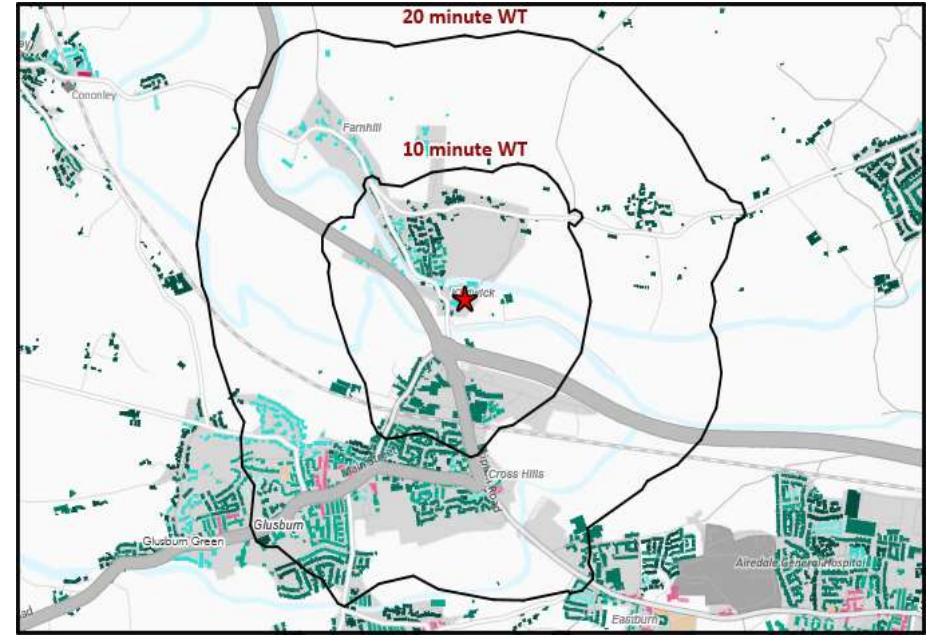 20 minute WT
Cononley
Farnhill
10 minute WT
Cross Hills
Glusburn
Glusburn Green
Airedale General Hospital
Eastburn